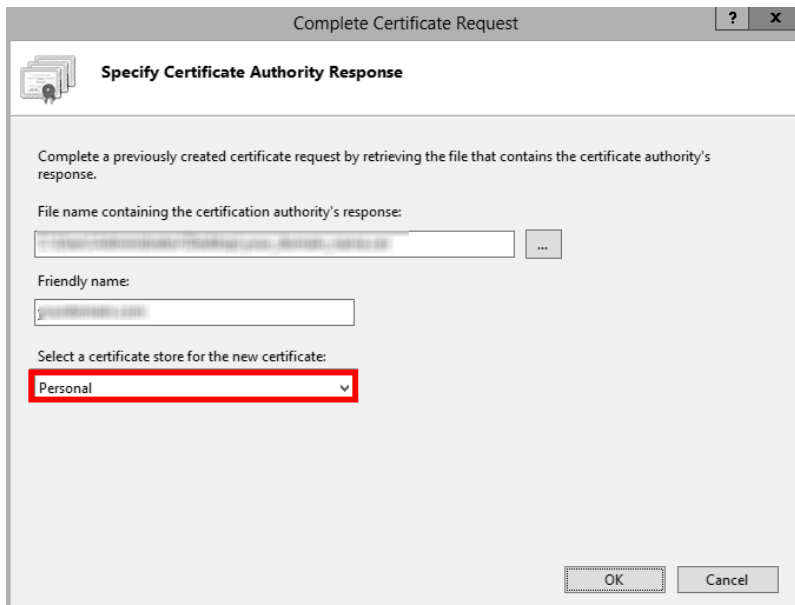 Complete Certificate Request
? x
Specify Certificate Authority Response
Complete a previously created certificate request by retrieving the file that contains the certificate authority's
response.
File name containing the certification authority's response:
...
Friendly name:
Select a certificate store for the new certificate:
Personal
OK Cancel